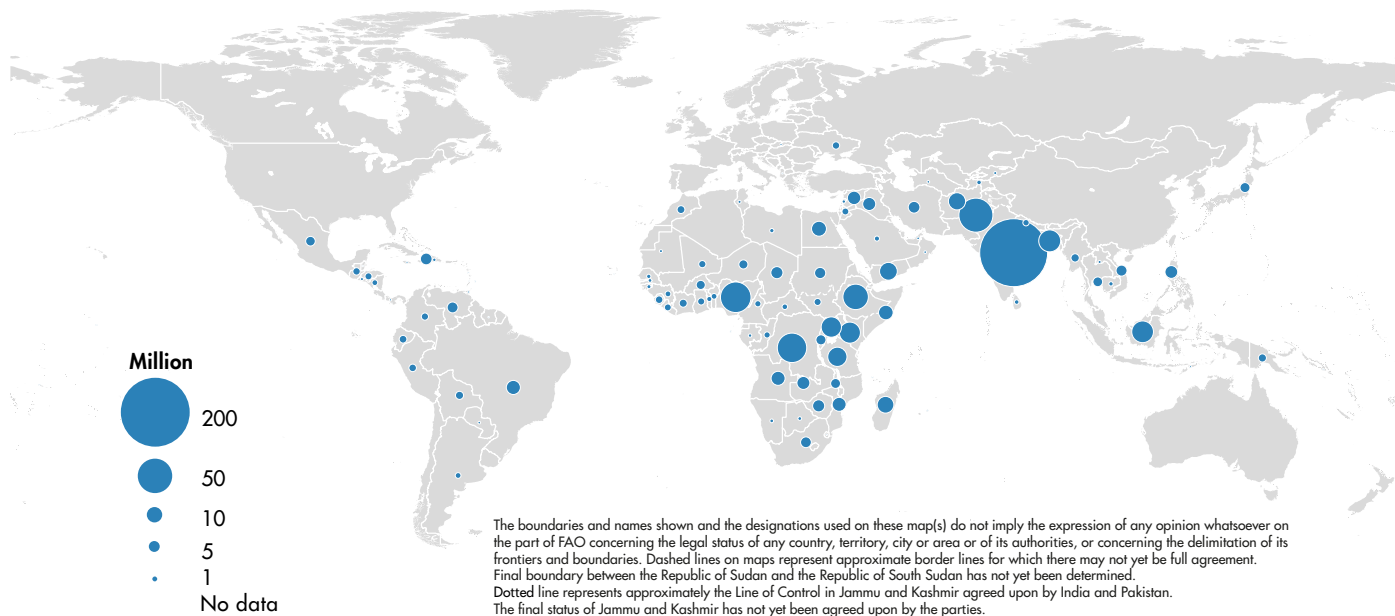 Million
200
50
10
5
1
No data
The boundaries and names shown and the designations used on these map(s) do not imply the expression of any opinion whatsoever on
the part of FAO concerning the legal status of any country, territory, city or area or of its authorities, or concerning the delimitation of its
frontiers and boundaries. Dashed lines on maps represent approximate border lines for which there may not yet be full agreement.
Final boundary between the Republic of Sudan and the Republic of South Sudan has not yet been determined.
Dotted line represents approximately the Line of Control in Jammu and Kashmir agreed upon by India and Pakistan.
The final status of Jammu and Kashmir has not yet been agreed upon by the parties.